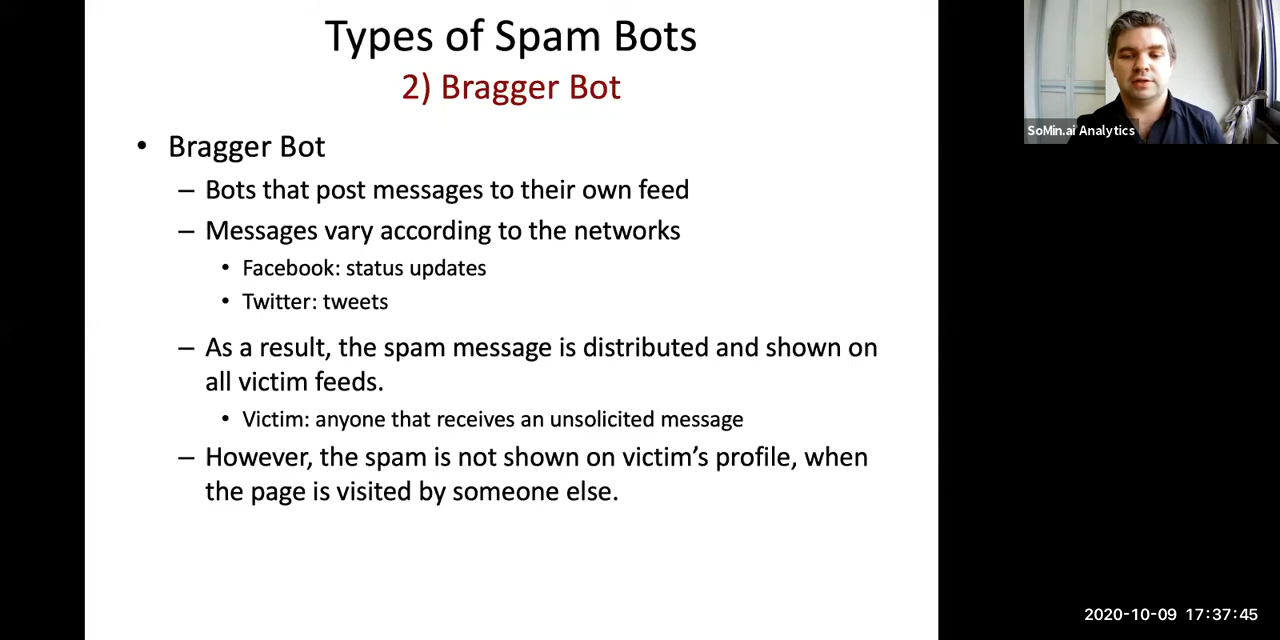 Types of Spam Bots
2) Bragger Bot
• Bragger Bot
– Bots that post messages to their own feed
– Messages vary according to the networks
• Facebook: status updates
• Twitter: tweets
– As a result, the spam message is distributed and shown on
all victim feeds.
• Victim: anyone that receives an unsolicited message
– However, the spam is not shown on victim’s profile, when
the page is visited by someone else.
SoMin.ai Analytics
2020-10-09 17:37:45